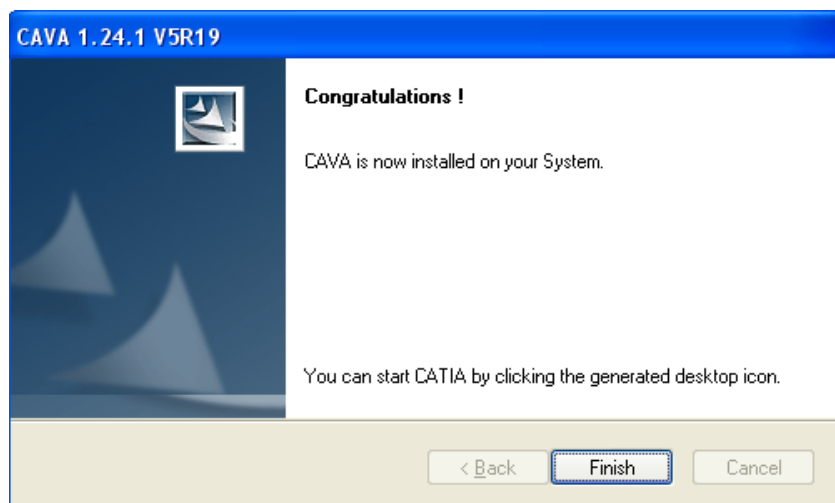 CAVA 1.24.1 V5R19
Congratulations !
CAVA is now installed on your System.
You can start CATIA by clicking the generated desktop icon.
< Back
Finish
Cancel